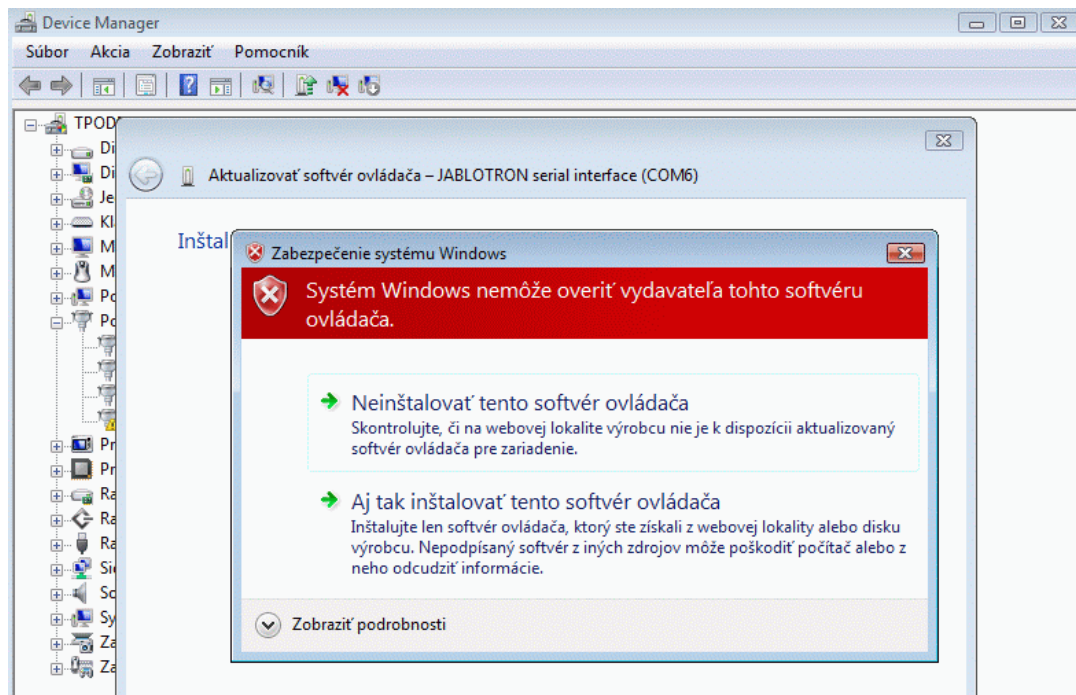 Device Manager
Súbor Akcia Zobraziť Pomocník
TPOD
Di
Di
Je
Kl
M
M
Po
Po
Pr
Pr
Ra
Ra
Ra
Sie
Sc
Sy
Za
Za
Aktualizovať softvér ovládača – JABLOTRON serial interface (COM6)
Inštal
Zabezpečenie systému Windows
Systém Windows nemôže overiť vydavateľa tohto softvéru
ovládača.
Neinštalovať tento softvér ovládača
Skontrolujte, či na webovej lokalite výrobcu nie je k dispozícii aktualizovaný
softvér ovládača pre zariadenie.
Aj tak inštalovať tento softvér ovládača
Inštalujte len softvér ovládača, ktorý ste získali z webovej lokality alebo disku
výrobcu. Nepodpísaný softvér z iných zdrojov môže poškodiť počítač alebo z
neho odcudziť informácie.
Zobraziť podrobnosti